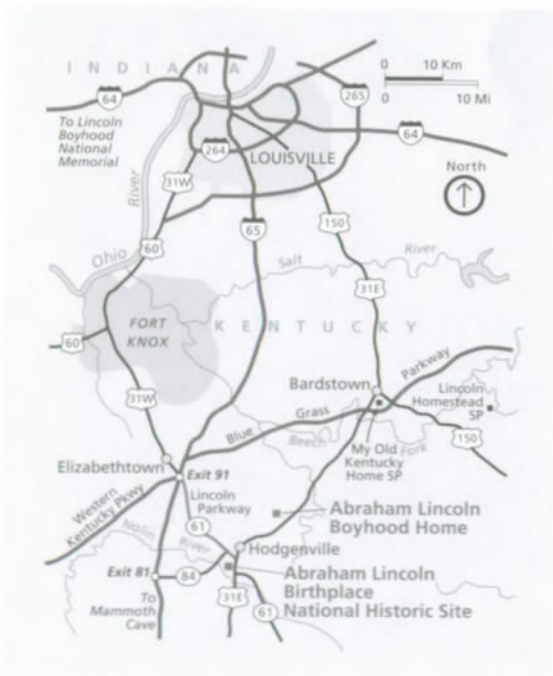 INDIANA
0 10 Km
0 10 Mi
64
265
To Lincoln
Boyhood
National
Memorial
264
LOUISVILLE
64
North
31W
River
65
150
60
Ohio
Salt
River
31E
FORT
KNOX
KENTUCKY
60
Parkway
Bardstown
Lincoln
Homestead
SP
31W
Grass
Blue
Beech
Fork
My Old
Kentucky
Home SP
150
Elizabethtown
Exit 91
Western
Kentucky Pkwy
Lincoln
Parkway
Abraham Lincoln
Boyhood Home
Nolin
River
61
Hodgenville
Exit 81
84
Abraham Lincoln
Birthplace
National Historic Site
To
Mammoth
Cave
31E
61